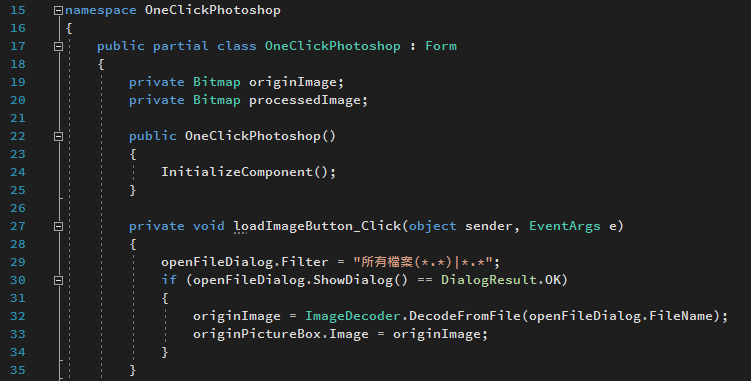 15 namespace OneClickPhotoshop
16 {
17     public partial class OneClickPhotoshop : Form
18     {
19         private Bitmap originImage;
20         private Bitmap processedImage;
21
22         public OneClickPhotoshop()
23         {
24             InitializeComponent();
25         }
26
27         private void loadImageButton_Click(object sender, EventArgs e)
28         {
29             openFileDialog.Filter = "所有檔案(*.*)|*.*";
30             if (openFileDialog.ShowDialog() == DialogResult.OK)
31             {
32                 originImage = ImageDecoder.DecodeFromFile(openFileDialog.FileName);
33                 originPictureBox.Image = originImage;
34             }
35         }